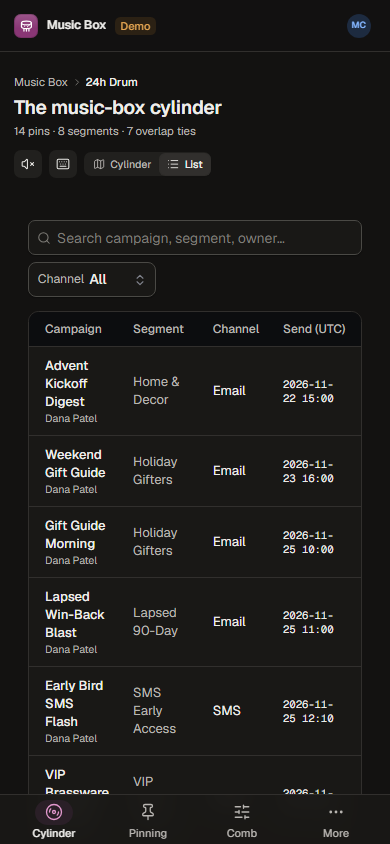 Music Box Demo MC
Music Box > 24h Drum
The music-box cylinder
14 pins · 8 segments · 7 overlap ties
Cylinder List
Search campaign, segment, owner...
Channel All
Campaign Segment Channel Send (UTC)
Advent Kickoff Digest
Dana Patel
Home & Decor
Email
2026-11-22 15:00
Weekend Gift Guide
Dana Patel
Holiday Gifters
Email
2026-11-23 16:00
Gift Guide Morning
Dana Patel
Holiday Gifters
Email
2026-11-25 10:00
Lapsed Win-Back Blast
Dana Patel
Lapsed 90-Day
Email
2026-11-25 11:00
Early Bird SMS Flash
Dana Patel
SMS Early Access
SMS
2026-11-25 12:10
VIP Brassware
VIP
2026-11-
Cylinder Pinning Comb More